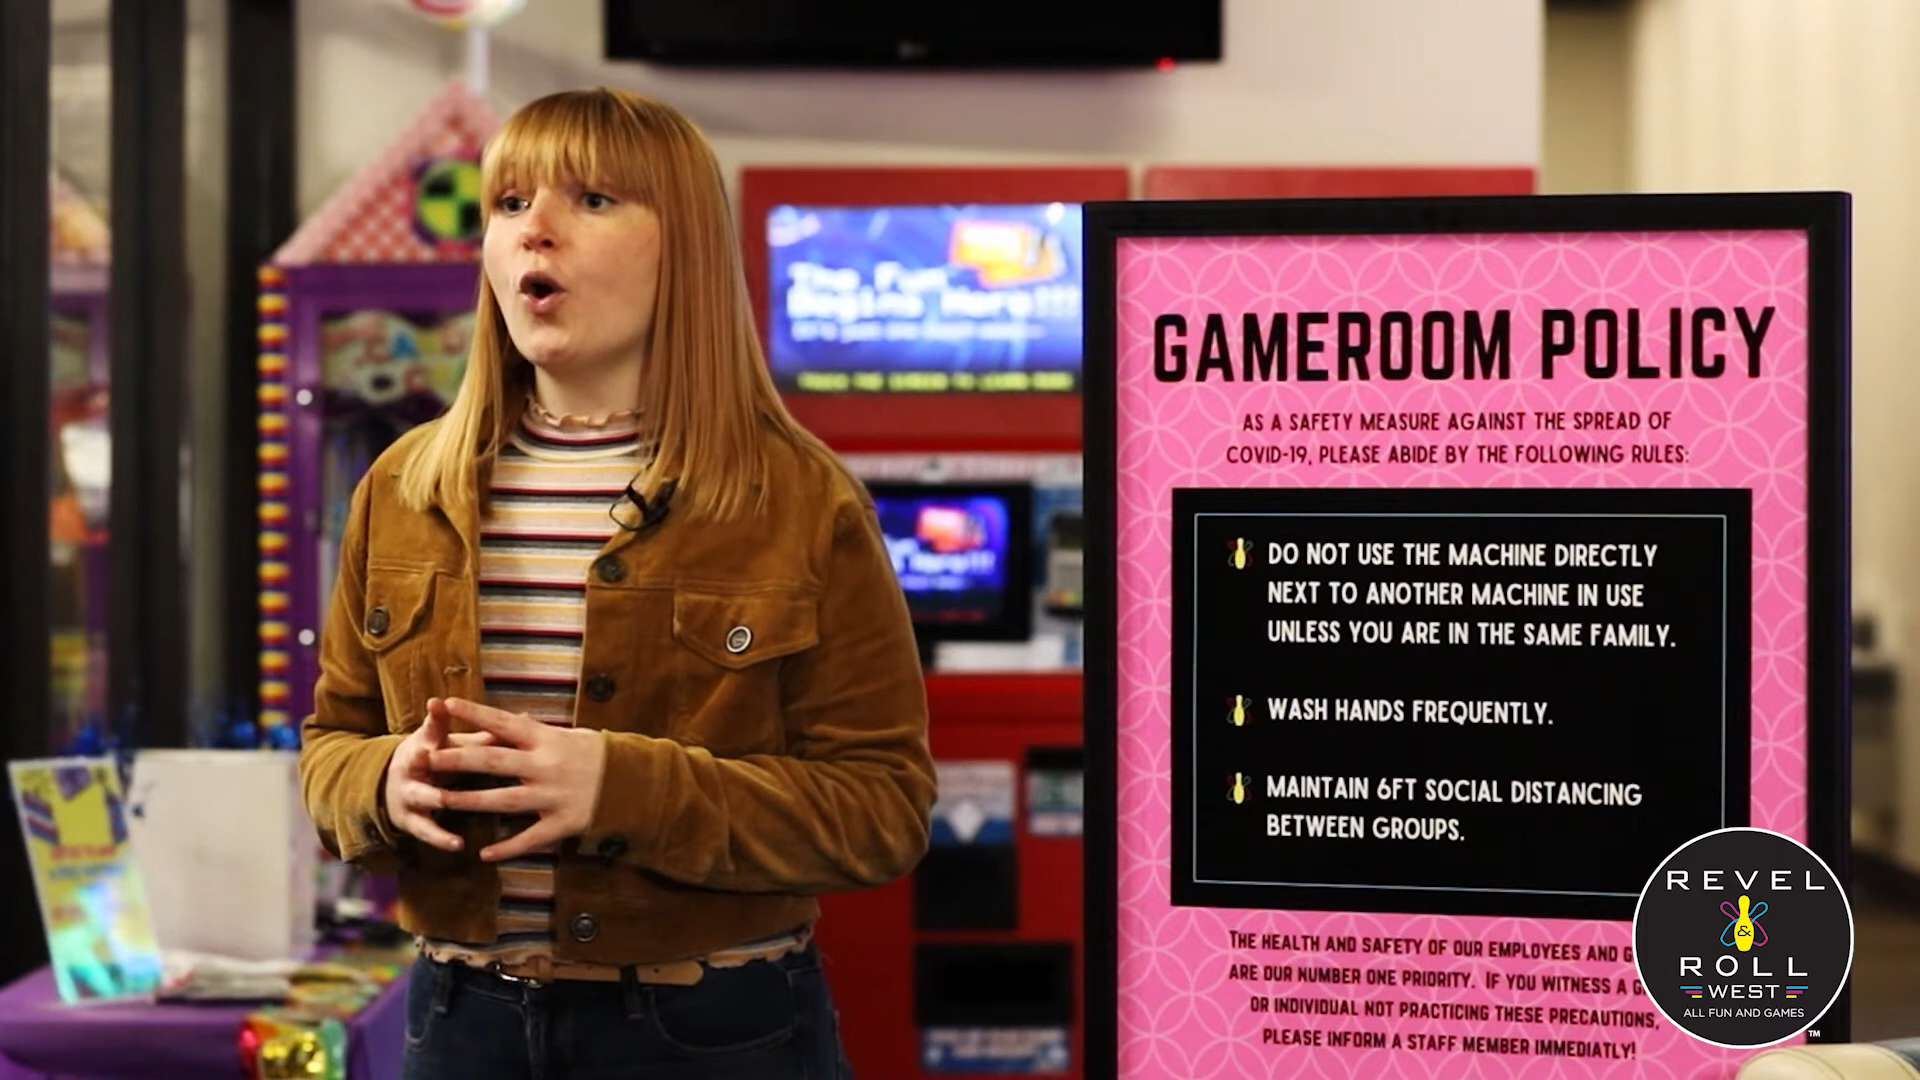 The Fun
Begins Here!!!
GAMEROOM POLICY
AS A SAFETY MEASURE AGAINST THE SPREAD OF
COVID-19, PLEASE ABIDE BY THE FOLLOWING RULES:
DO NOT USE THE MACHINE DIRECTLY
NEXT TO ANOTHER MACHINE IN USE
UNLESS YOU ARE IN THE SAME FAMILY.
WASH HANDS FREQUENTLY.
MAINTAIN 6FT SOCIAL DISTANCING
BETWEEN GROUPS.
THE HEALTH AND SAFETY OF OUR EMPLOYEES AND
ARE OUR NUMBER ONE PRIORITY. IF YOU WITNESS A
OR INDIVIDUAL NOT PRACTICING THESE PRECAUTIONS,
PLEASE INFORM A STAFF MEMBER IMMEDIATLY!
REVEL
&
ROLL
WEST
ALL FUN AND GAMES
TM